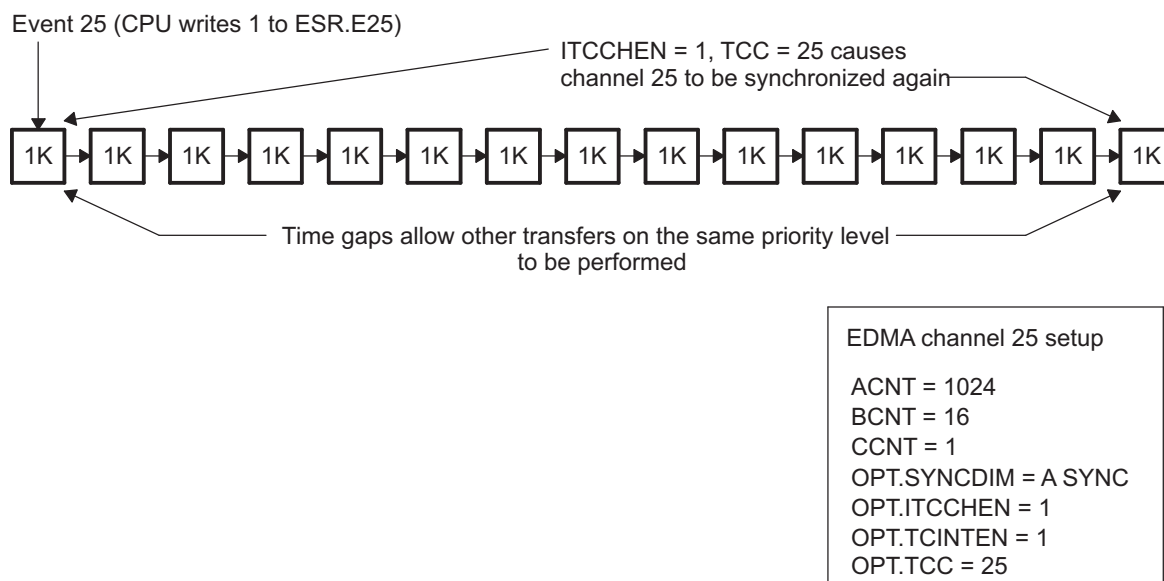 Event 25 (CPU writes 1 to ESR.E25)
ITCCHEN = 1, TCC = 25 causes
channel 25 to be synchronized again
1K 1K 1K 1K 1K 1K 1K 1K 1K 1K 1K 1K 1K 1K 1K
Time gaps allow other transfers on the same priority level
to be performed
EDMA channel 25 setup
ACNT = 1024
BCNT = 16
CCNT = 1
OPT.SYNCDIM = A SYNC
OPT.ITCCHEN = 1
OPT.TCINTEN = 1
OPT.TCC = 25